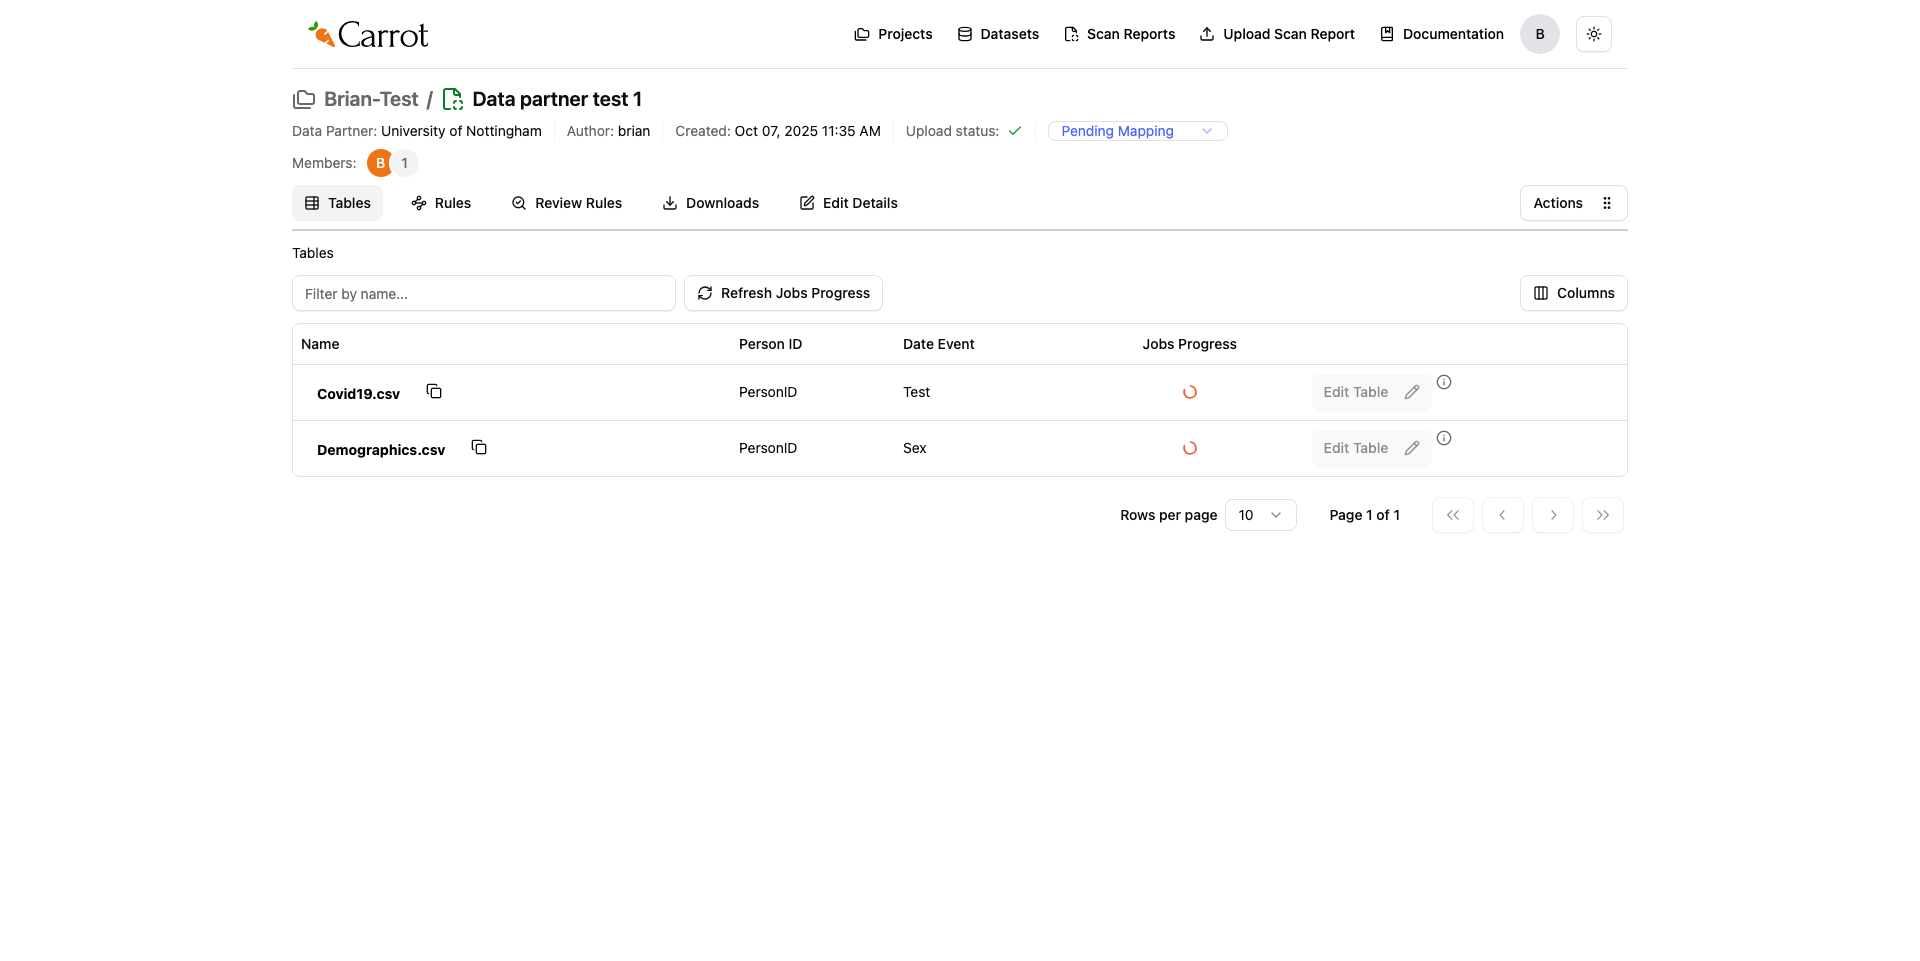 Carrot
Projects Datasets Scan Reports Upload Scan Report Documentation B
Brian-Test / Data partner test 1
Data Partner: University of Nottingham Author: brian Created: Oct 07, 2025 11:35 AM Upload status: Pending Mapping
Members: B 1
Tables Rules Review Rules Downloads Edit Details Actions
Tables
Filter by name... Refresh Jobs Progress Columns
Name Person ID Date Event Jobs Progress
Covid19.csv PersonID Test Edit Table
Demographics.csv PersonID Sex Edit Table
Rows per page 10 Page 1 of 1